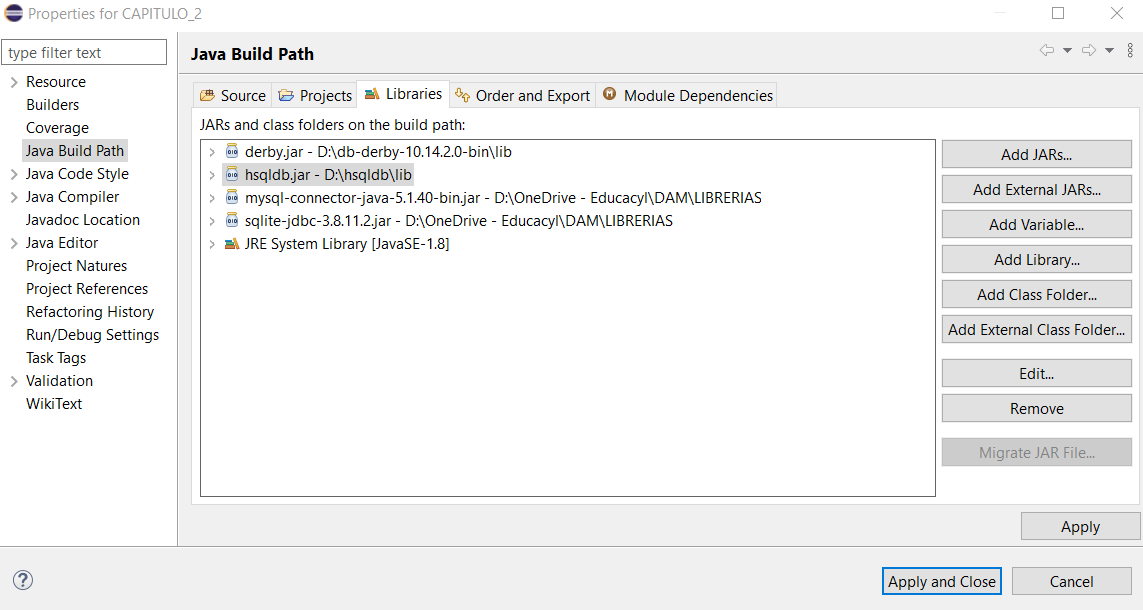 Properties for CAPITULO_2
type filter text
Resource
Builders
Coverage
Java Build Path
Java Code Style
Java Compiler
Javadoc Location
Java Editor
Project Natures
Project References
Refactoring History
Run/Debug Settings
Task Tags
Validation
WikiText
Java Build Path
Source Projects Libraries Order and Export Module Dependencies
JARs and class folders on the build path:
derby.jar - D:\db-derby-10.14.2.0-bin\lib
hsqldb.jar - D:\hsqldb\lib
mysql-connector-java-5.1.40-bin.jar - D:\OneDrive - Educacyl\DAM\LIBRERIAS
sqlite-jdbc-3.8.11.2.jar - D:\OneDrive - Educacyl\DAM\LIBRERIAS
JRE System Library [JavaSE-1.8]
Add JARs...
Add External JARs...
Add Variable...
Add Library...
Add Class Folder...
Add External Class Folder...
Edit...
Remove
Migrate JAR File...
Apply
Apply and Close Cancel